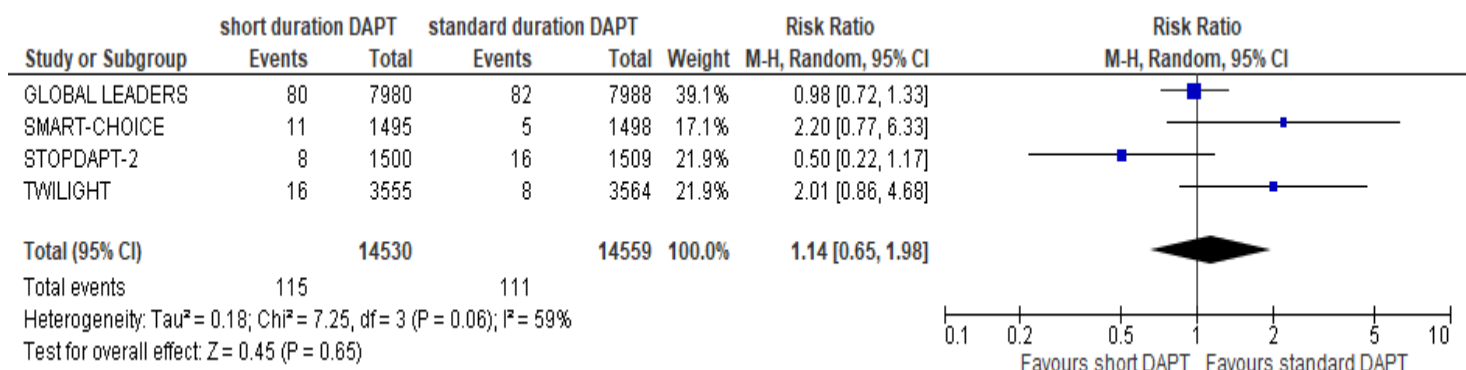 short duration DAPT standard duration DAPT Risk Ratio Risk Ratio
Study or Subgroup Events Total Events Total Weight M-H, Random, 95% CI M-H, Random, 95% CI
GLOBAL LEADERS 80 7980 82 7988 39.1% 0.98 [0.72, 1.33]
SMART-CHOICE 11 1495 5 1498 17.1% 2.20 [0.77, 6.33]
STOPDAPT-2 8 1500 16 1509 21.9% 0.50 [0.22, 1.17]
TWILIGHT 16 3555 8 3564 21.9% 2.01 [0.86, 4.68]
Total (95% CI) 14530 14559 100.0% 1.14 [0.65, 1.98]
Total events 115 111
Heterogeneity: Tau² = 0.18; Chi² = 7.25, df = 3 (P = 0.06); I² = 59%
Test for overall effect: Z = 0.45 (P = 0.65)
0.1 0.2 0.5 1 2 5 10
Favours short DAPT Favours standard DAPT